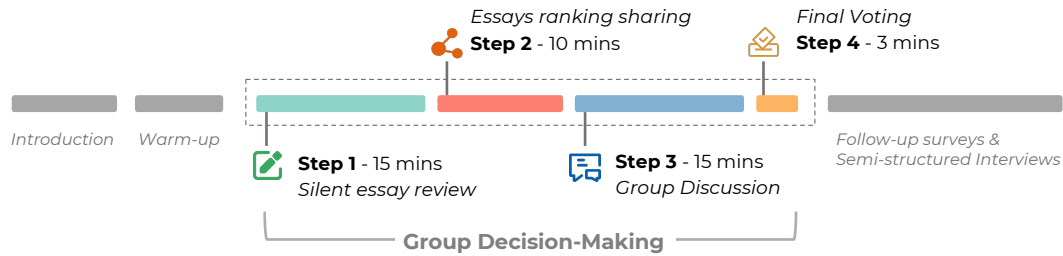 Introduction
Warm-up
Step 1 - 15 mins
Silent essay review
Essays ranking sharing
Step 2 - 10 mins
Step 3 - 15 mins
Group Discussion
Final Voting
Step 4 - 3 mins
Follow-up surveys &
Semi-structured Interviews
Group Decision-Making